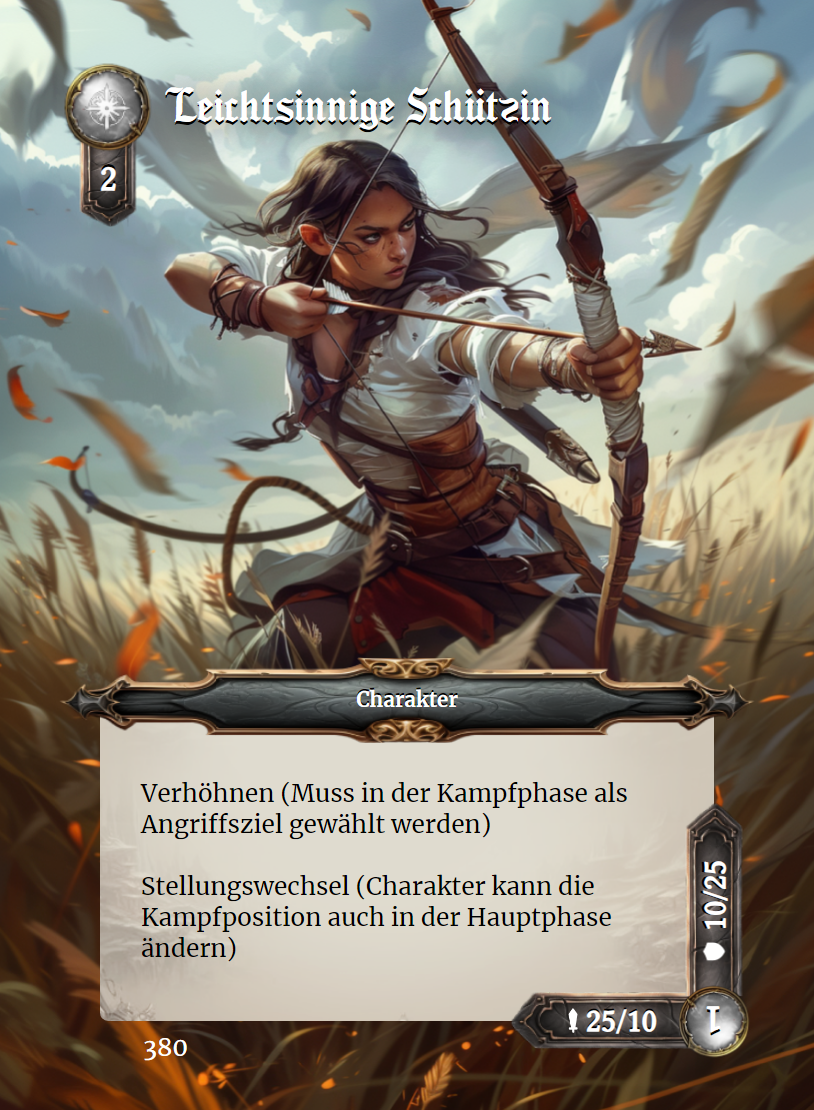 Leichtsinnige Schützin
2
Charakter
Verhöhnen (Muss in der Kampfphase als
Angriffsziel gewählt werden)
Stellungswechsel (Charakter kann die
Kampfposition auch in der Hauptphase
ändern)
10/25
25/10
1
380